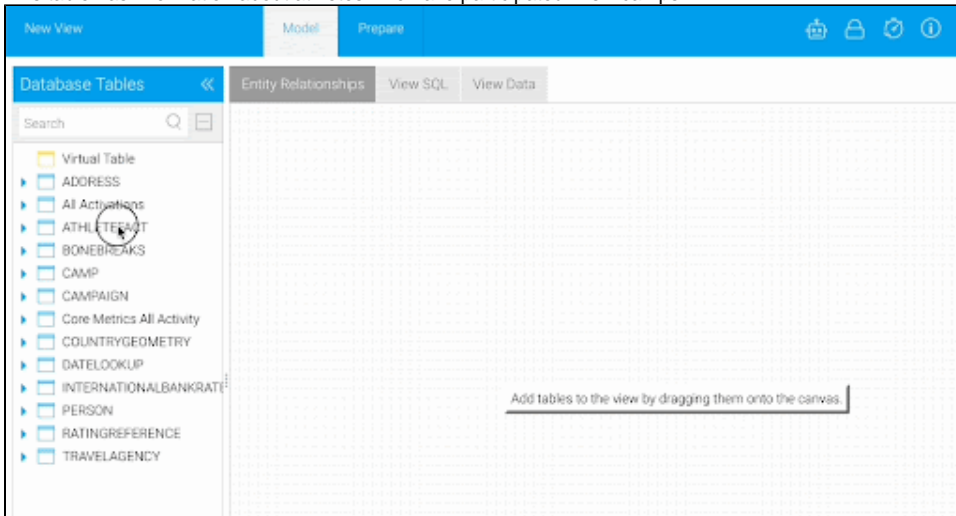 New View
Model
Prepare
Database Tables
Entity Relationships
View SQL
View Data
Search
Virtual Table
ADDRESS
All Activations
ATHLETEFACT
BONEBREAKS
CAMP
CAMPAIGN
Core Metrics All Activity
COUNTRYGEOMETRY
DATELOOKUP
INTERNATIONALBANKRATI
PERSON
RATINGREFERENCE
TRAVELAGENCY
Add tables to the view by dragging them onto the canvas.